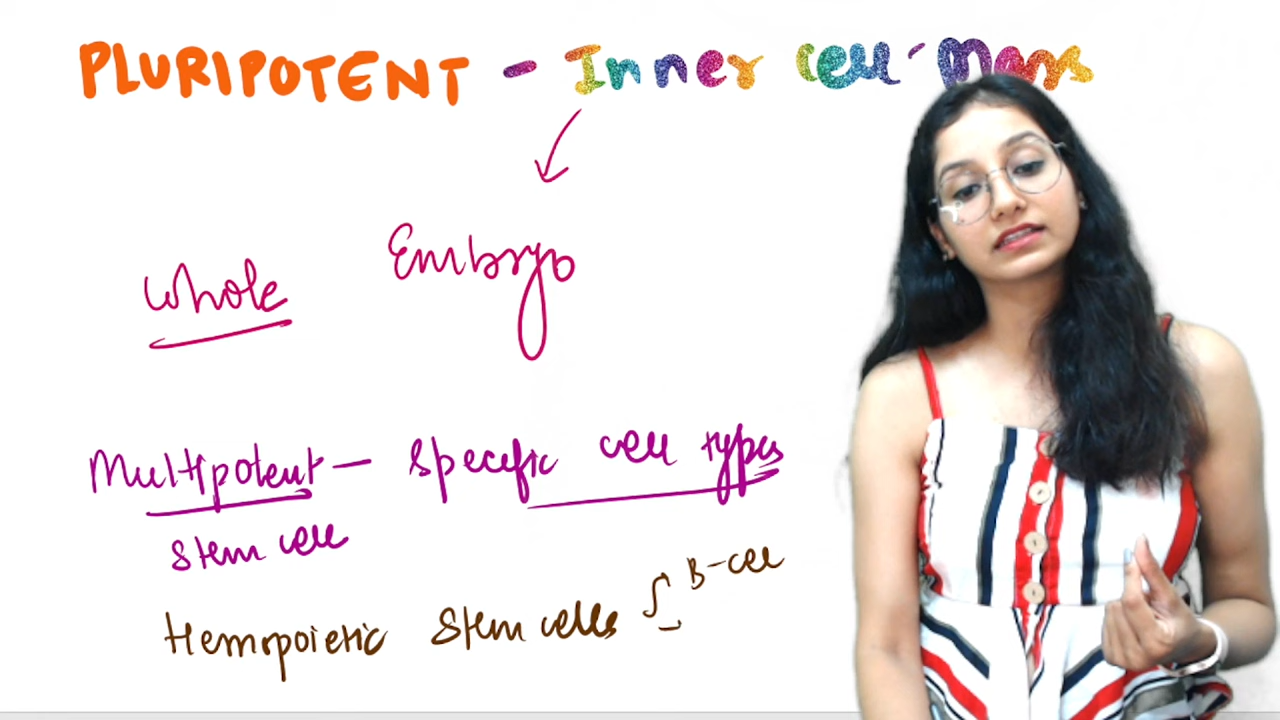 PLURIPOTENT - Inner cell-Mass
Embryo
whole
Multipotent - specific cell types
stem cell
Hemopoietic stem cells B-cell